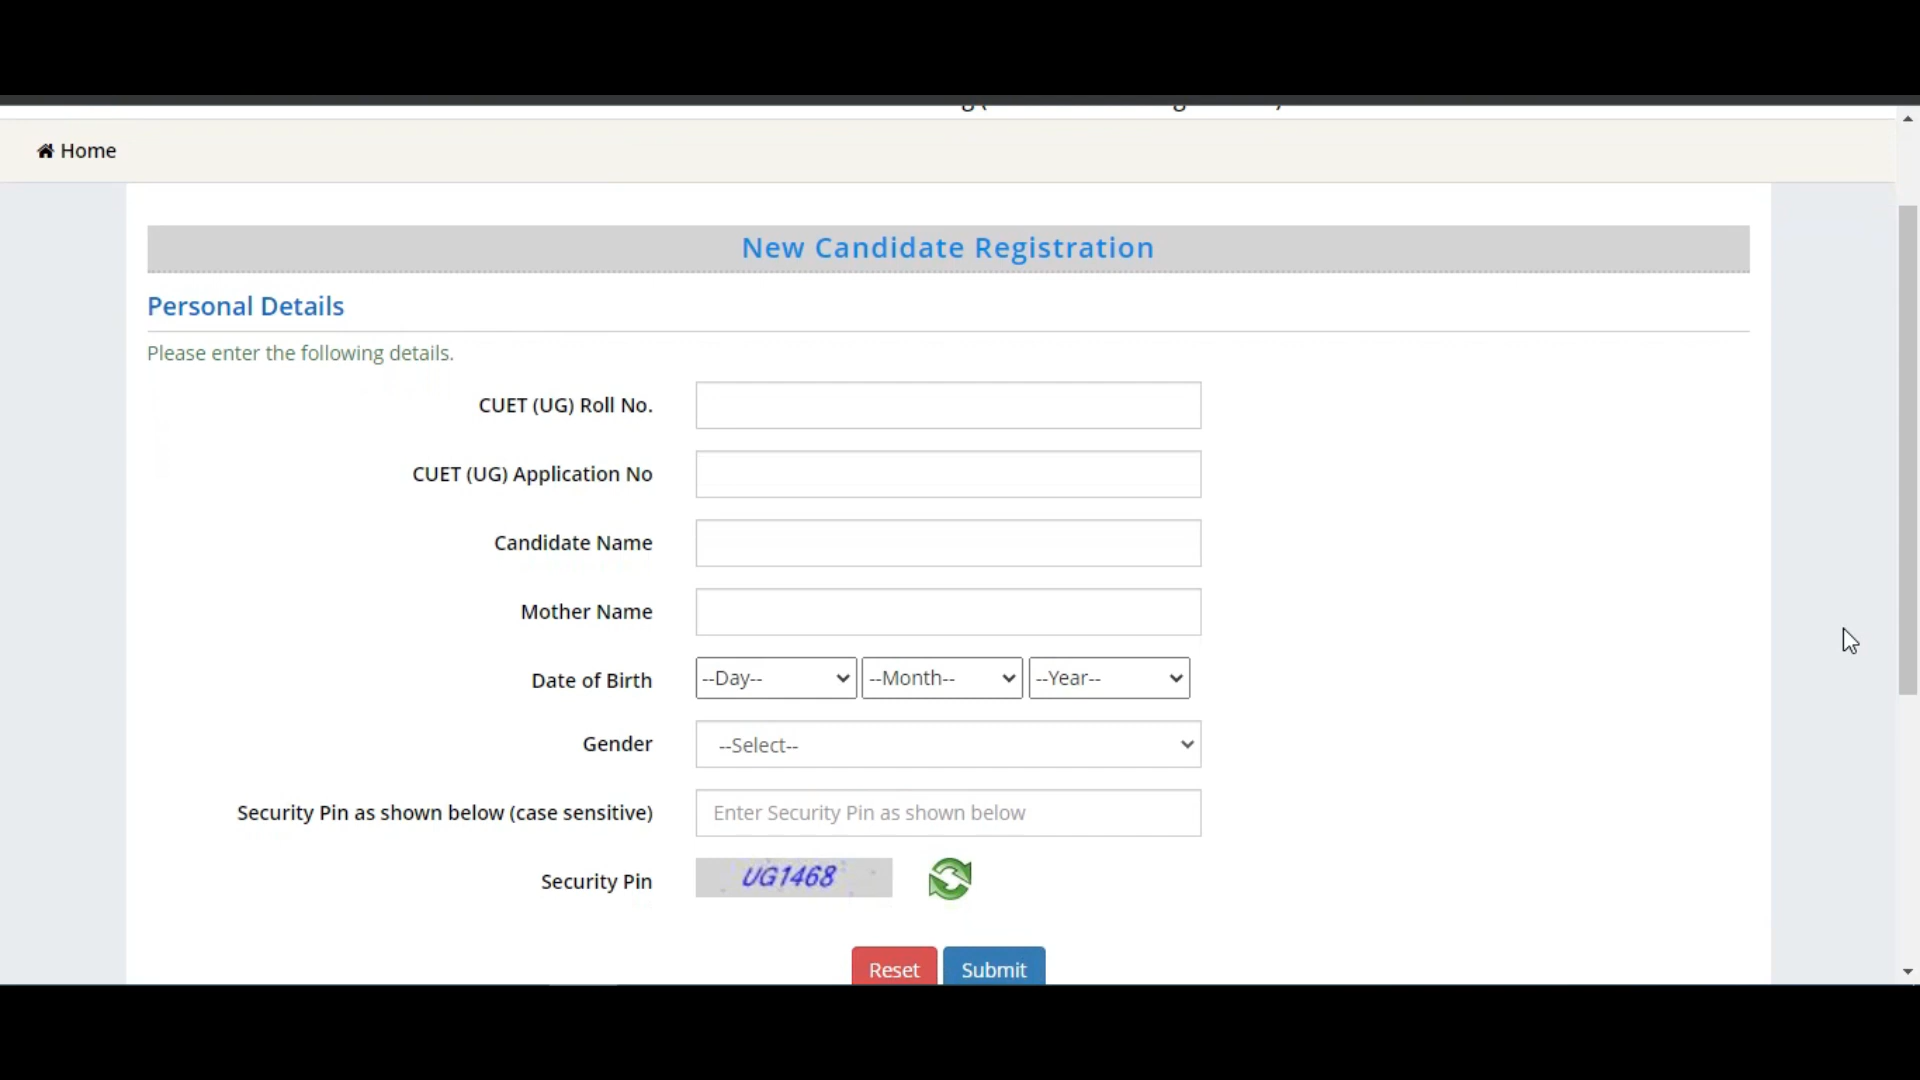 Home
New Candidate Registration
Personal Details
Please enter the following details.
CUET (UG) Roll No.
CUET (UG) Application No
Candidate Name
Mother Name
Date of Birth --Day-- --Month-- --Year--
Gender --Select--
Security Pin as shown below (case sensitive) Enter Security Pin as shown below
Security Pin UG1468
Reset Submit